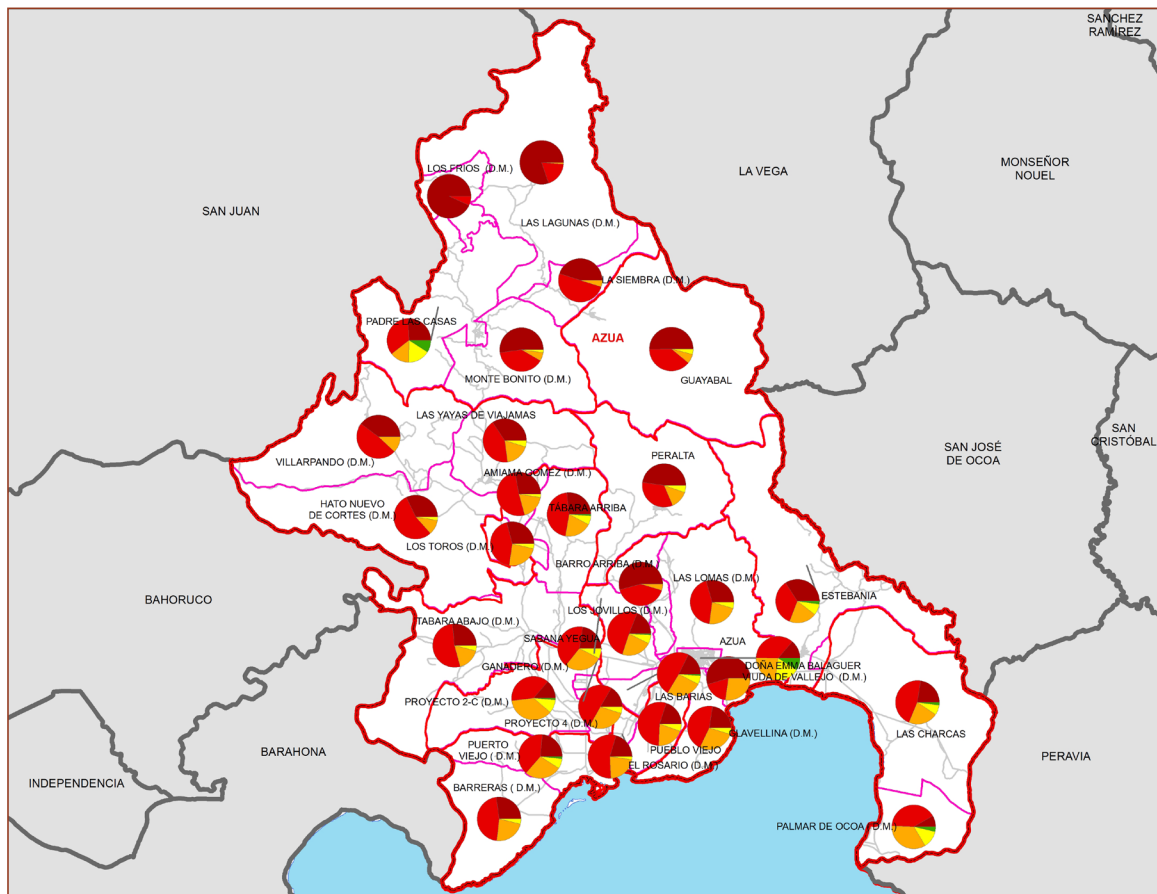 SANCHEZ
RAMÍREZ
LOS FRIOS (D.M.)
MONSEÑOR
NOUEL
LA VEGA
SAN JUAN
LAS LAGUNAS (D.M.)
LA SIEMBRA (D.M.)
PADRE LAS CASAS
AZUA
MONTE BONITO (D.M.)
GUAYABAL
LAS YAYAS DE VIAJAMAS
SAN
CRISTÓBAL
SAN JOSÉ
DE OCOA
VILLARPANDO (D.M.)
PERALTA
AMIAMA GOMEZ (D.M.)
HATO NUEVO
DE CORTES (D.M.)
TÁBARA ARRIBA
LOS TOROS (D.M.)
BARRO ARRIBA (D.M.)
LAS LOMAS (D.M.)
ESTEBANIA
BAHORUCO
LOS JOVILLOS (D.M.)
TABARA ABAJO (D.M.)
SABANA YEGUA
AZUA
GANADERO (D.M.)
DOÑA EMMA BALAGUER
VIUDA DE VALLEJO (D.M.)
LAS BARIAS
PROYECTO 2-C (D.M.)
PROYECTO 4 (D.M.)
LAS CHARCAS
CLAVELLINA (D.M.)
PUERTO
VIEJO ( D.M.)
PUEBLO VIEJO
BARAHONA
EL ROSARIO (D.M.)
PERAVIA
INDEPENDENCIA
BARRERAS ( D.M.)
PALMAR DE OCOA ( D.M.)